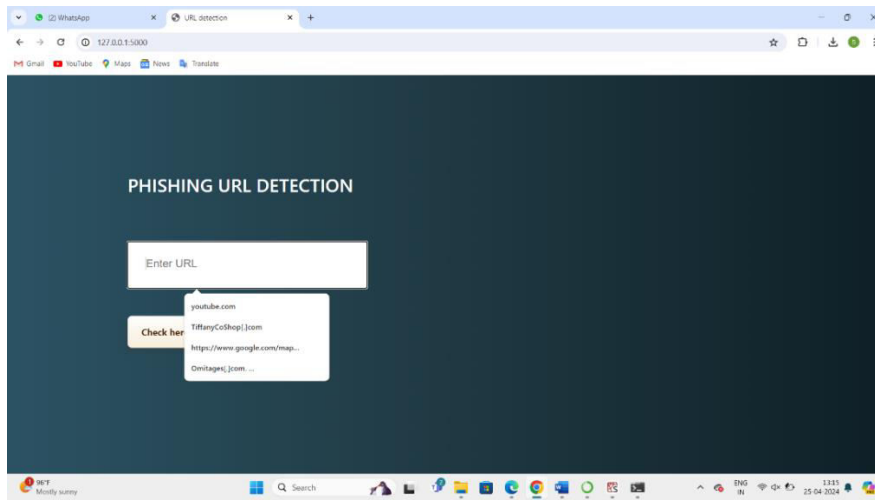 (2) WhatsApp
URL detection
127.0.0.1:5000
Gmail
YouTube
Maps
News
Translate
PHISHING URL DETECTION
Enter URL
youtube.com
TiffanyCoShop[.]com
https://www.google.com/map...
Omitages[.]com. ...
Check her
96°F
Mostly sunny
Search
ENG
IN
13:15
25-04-2024